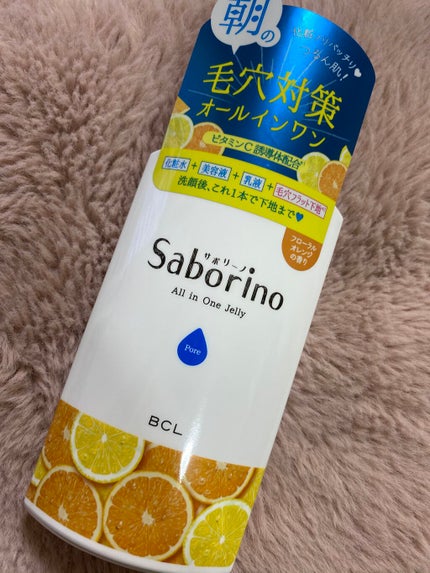 朝の
毛穴対策
オールインワン
ビタミンC誘導体配合
化粧水 + 美容液 + 乳液 + 毛穴フラット下地
洗顔後、これ1本で下地まで♥
フローラル
オレンジ
の香り
サボリーノ
Saborino
All in One Jelly
Pore
BCL